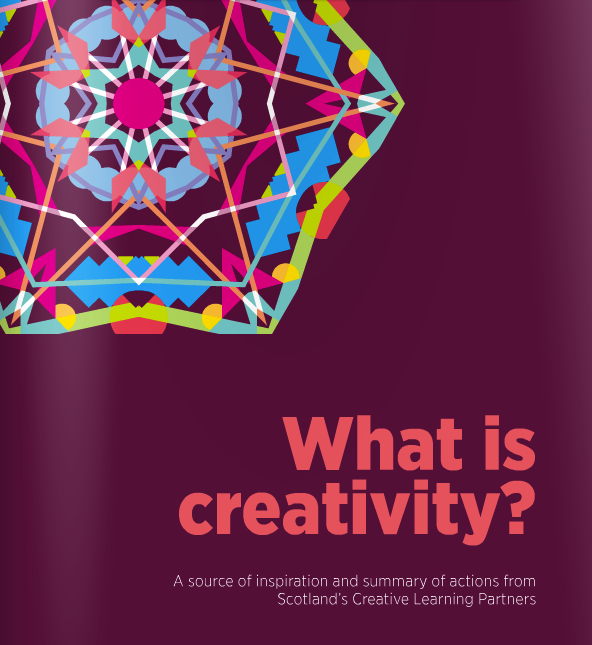 What is
creativity?
A source of inspiration and summary of actions from
Scotland's Creative Learning Partners